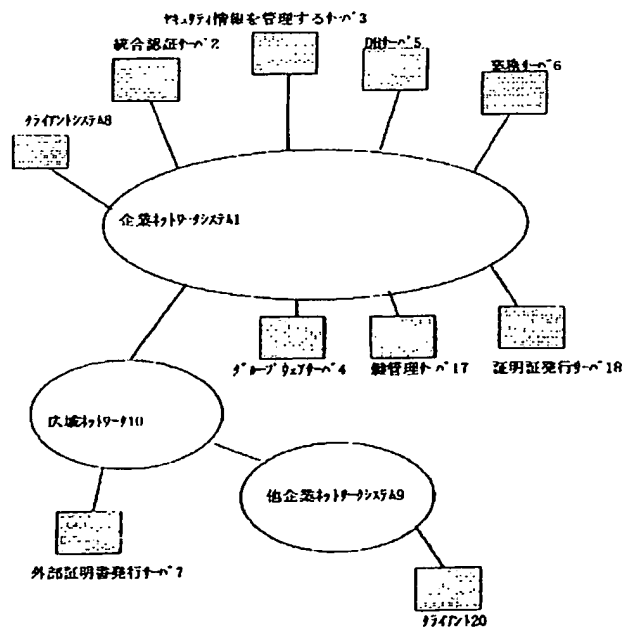 セキュリティ情報を管理するサーバ3
統合認証サーバ2
DBサーバ5
業務サーバ6
クライアントシステム8
企業ネットワークシステム1
グループウェアサーバ4
鍵管理サーバ17
証明証発行サーバ18
広域ネットワーク10
他企業ネットワークシステム9
外部証明書発行サーバ7
クライアント20